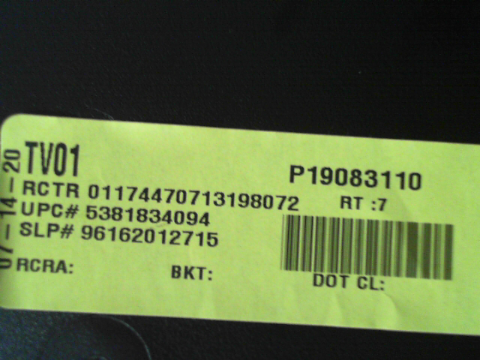 07-14-20
TV01
P19083110
RCTR 01174470713198072 RT :7
UPC# 5381834094
SLP# 96162012715
RCRA: BKT: DOT CL: